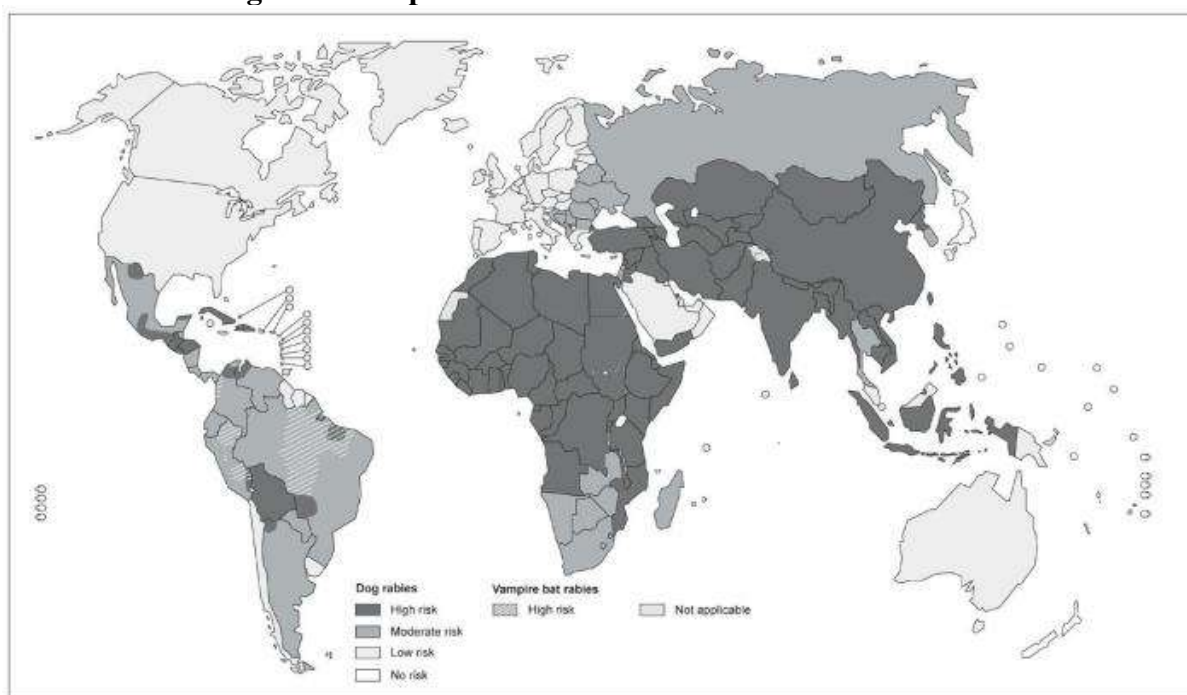 Dog rabies
Vampire bat rabies
High risk
High risk
Not applicable
Moderate risk
Low risk
No risk